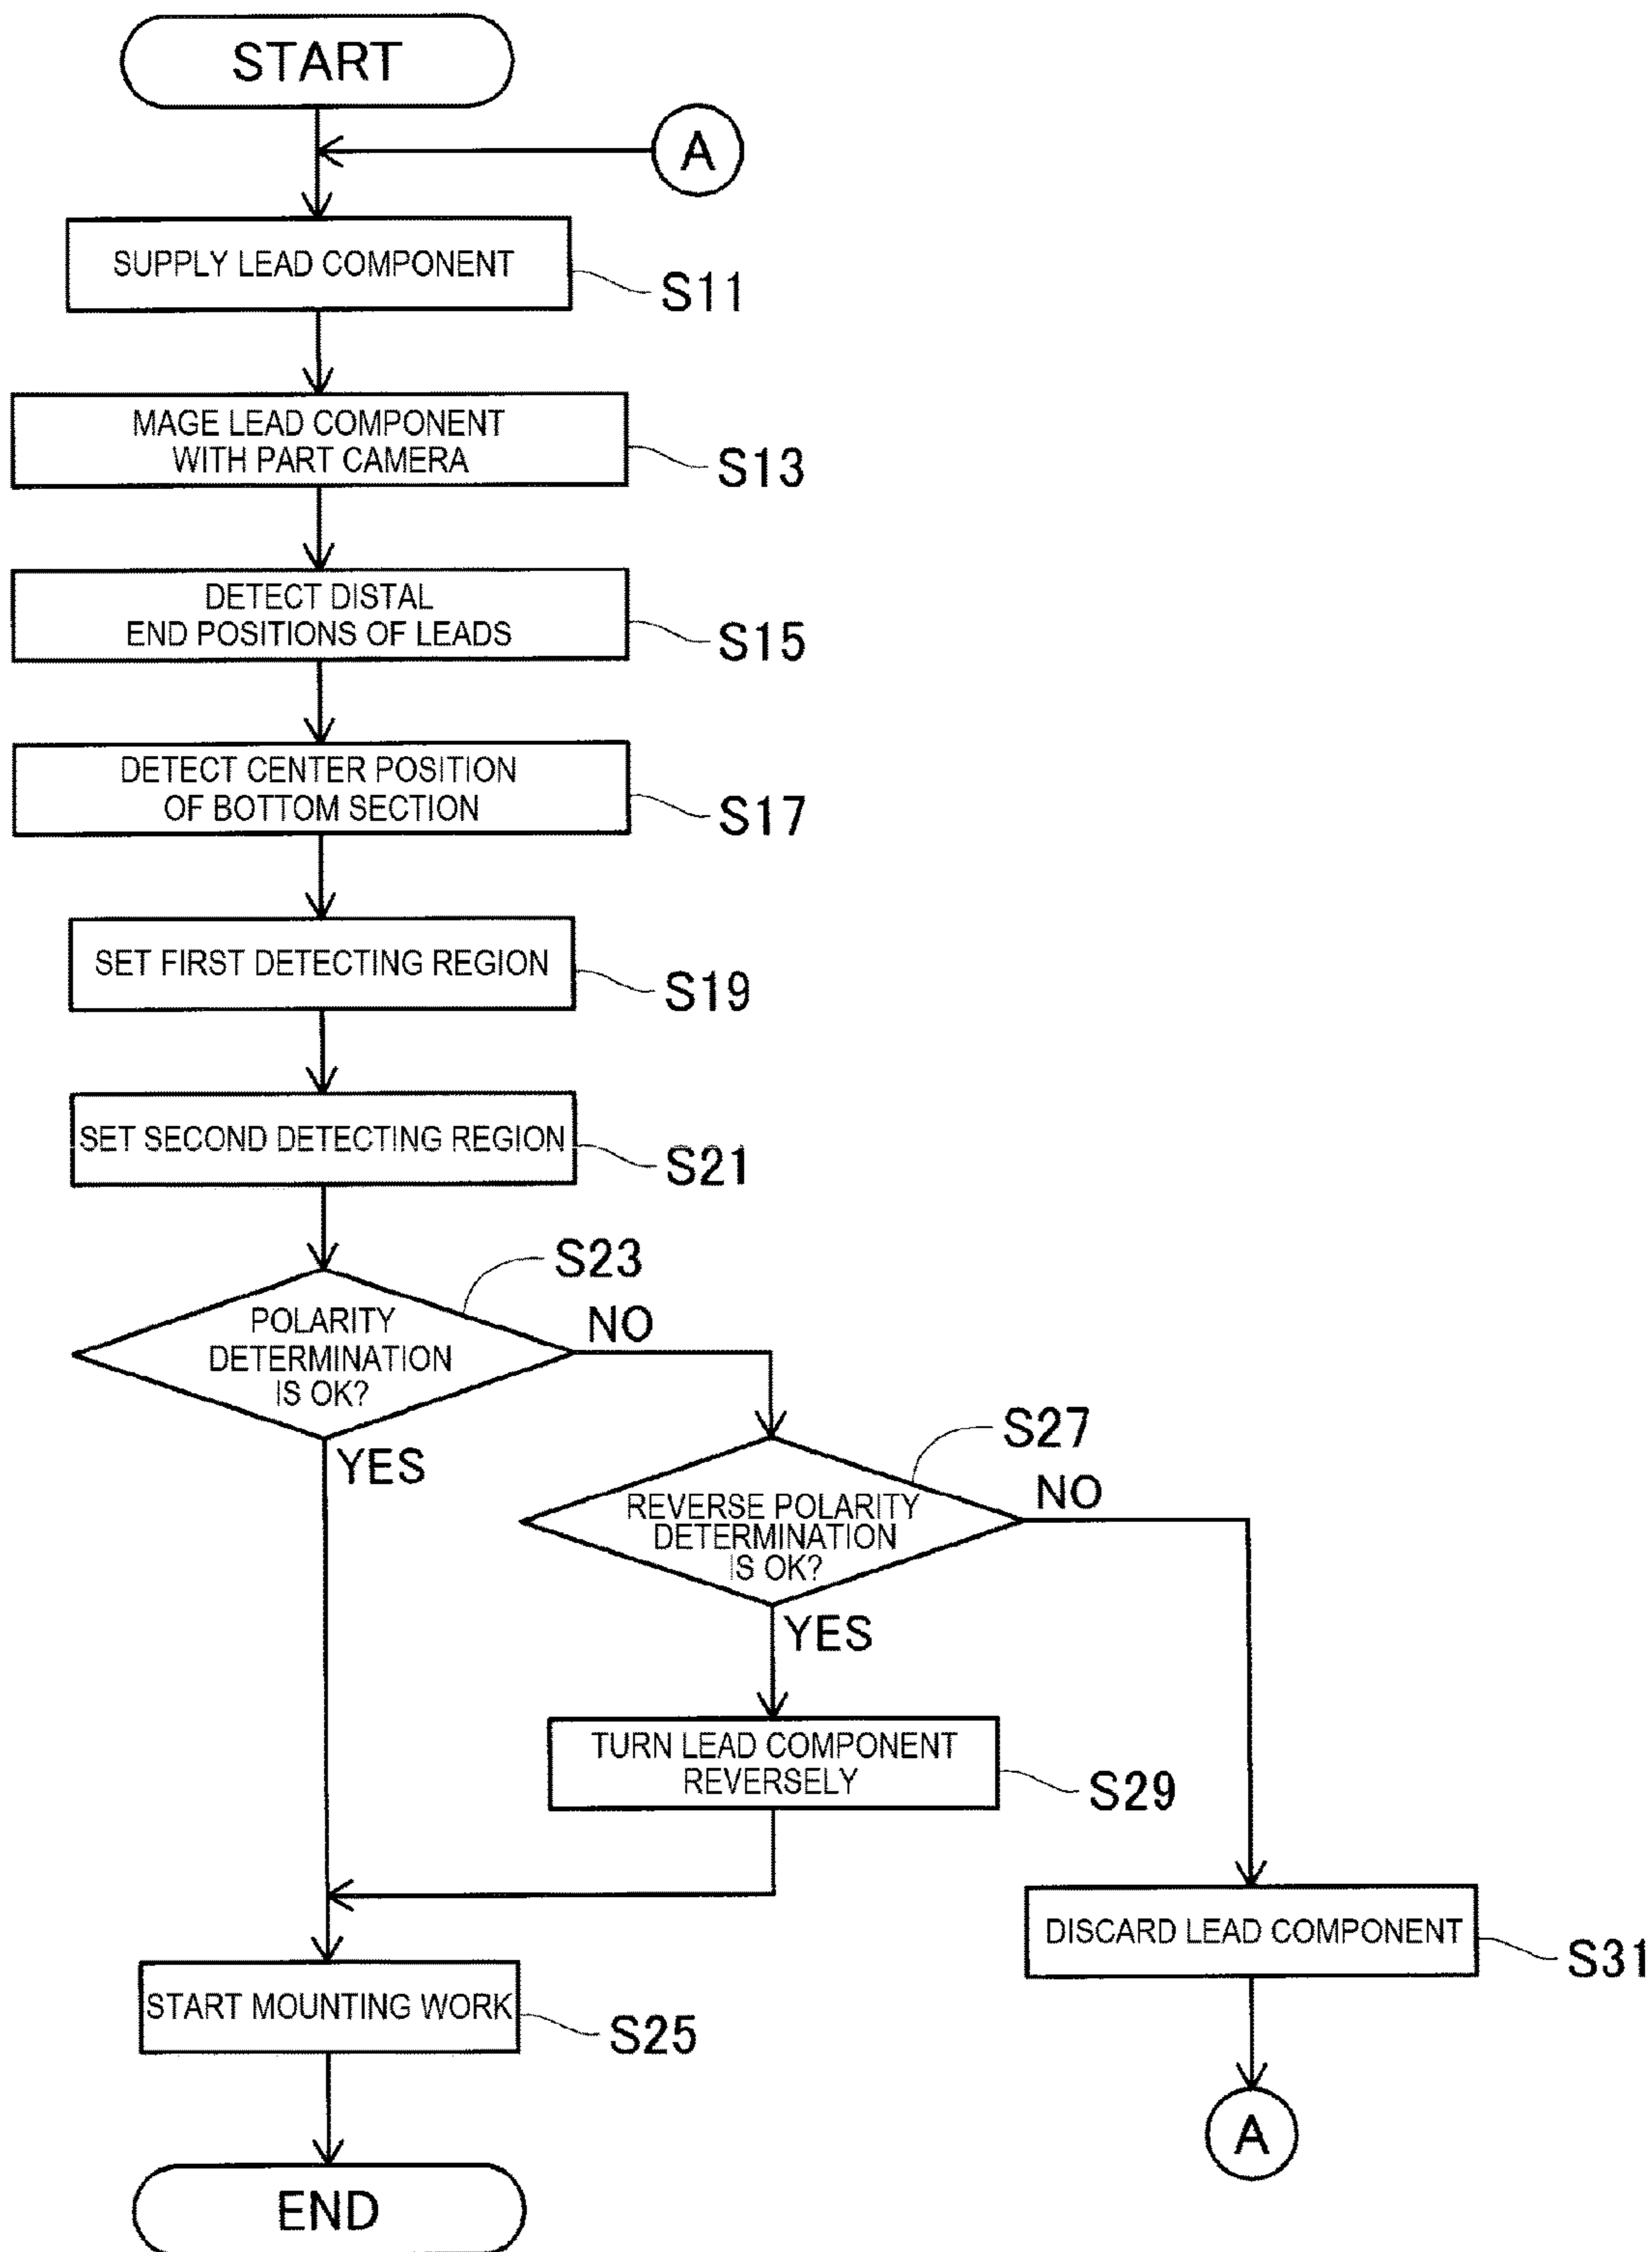 START
A
SUPPLY LEAD COMPONENT
S11
MAGE LEAD COMPONENT
WITH PART CAMERA
S13
DETECT DISTAL
END POSITIONS OF LEADS
S15
DETECT CENTER POSITION
OF BOTTOM SECTION
S17
SET FIRST DETECTING REGION
S19
SET SECOND DETECTING REGION
S21
S23
POLARITY
DETERMINATION
IS OK?
NO
YES
S27
REVERSE POLARITY
DETERMINATION
IS OK?
NO
YES
TURN LEAD COMPONENT
REVERSELY
S29
DISCARD LEAD COMPONENT
S31
START MOUNTING WORK
S25
A
END